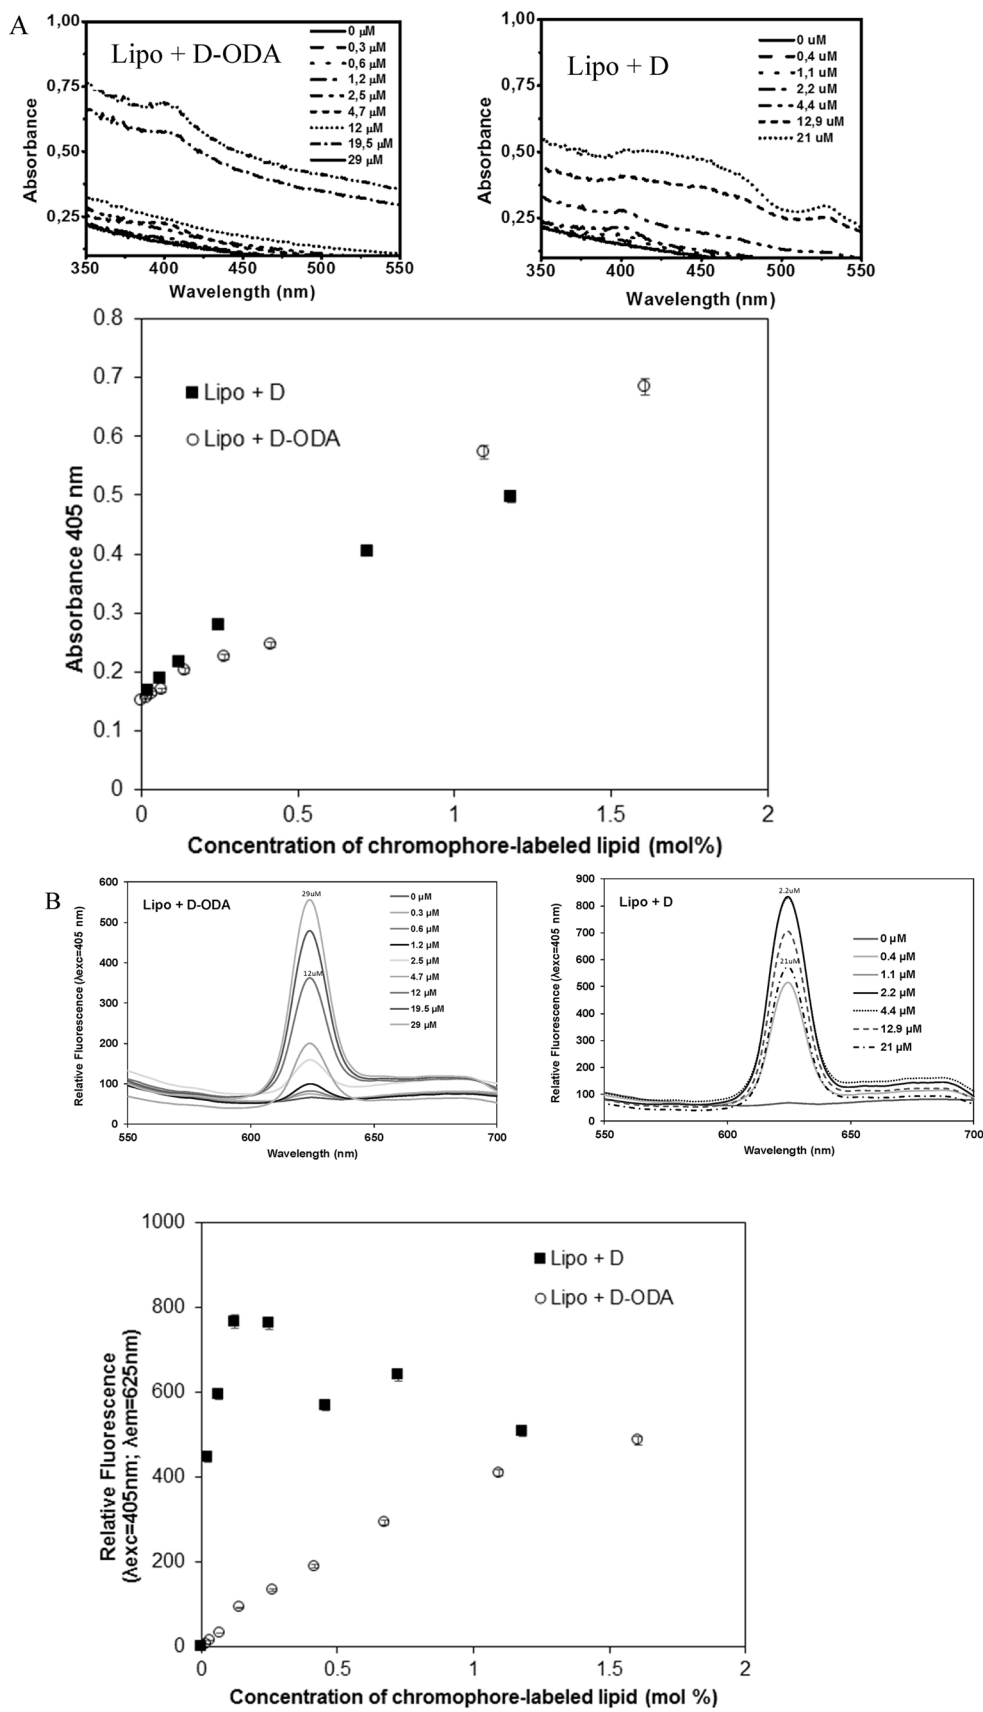 A
1,00
0,75
0,50
0,25
350
400
450
500
550
Absorbance
Wavelength (nm)
Lipo + D-ODA
0 µM
0,3 µM
0,6 µM
1,2 µM
2,5 µM
4,7 µM
12 µM
19,5 µM
29 µM
1,00
0,75
0,50
0,25
350
400
450
500
550
Absorbance
Wavelength (nm)
Lipo + D
0 uM
0,4 uM
1,1 uM
2,2 uM
4,4 uM
12,9 uM
21 uM
0.8
0.7
0.6
0.5
0.4
0.3
0.2
0.1
0
0
0.5
1
1.5
2
Absorbance 405 nm
Lipo + D
Lipo + D-ODA
Concentration of chromophore-labeled lipid (mol%)
B
600
500
400
300
200
100
0
550
600
650
700
Relative Fluorescence (λexc=405 nm)
Lipo + D-ODA
29uM
12uM
0 µM
0.3 µM
0.6 µM
1.2 µM
2.5 µM
4.7 µM
12 µM
19.5 µM
29 µM
Wavelength (nm)
900
800
700
600
500
400
300
200
100
0
550
600
650
700
Relative Fluorescence (λexc=405 nm)
Lipo + D
2.2uM
21uM
0 µM
0.4 µM
1.1 µM
2.2 µM
4.4 µM
12.9 µM
21 µM
Wavelength (nm)
1000
800
600
400
200
0
0
0.5
1
1.5
2
Relative Fluorescence
(λexc=405nm; λem=625nm)
Lipo + D
Lipo + D-ODA
Concentration of chromophore-labeled lipid (mol %)